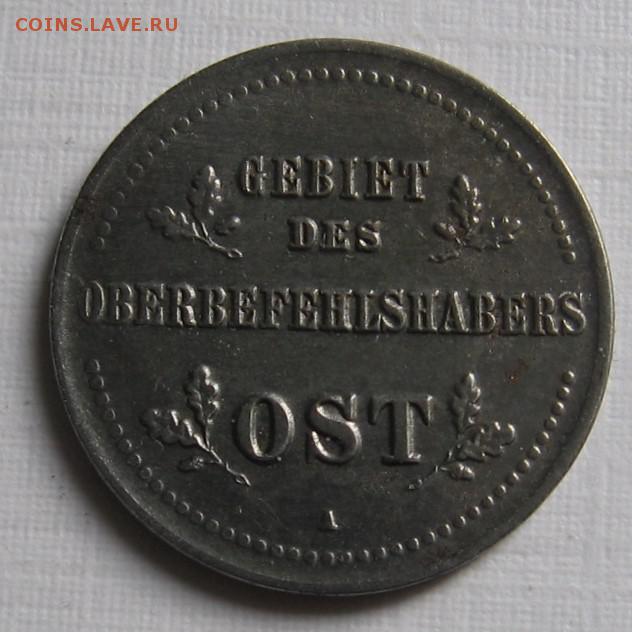 COINS.LAVE.RU
GEBIET
DES
OBERBEFEHLSHABERS
OST
A